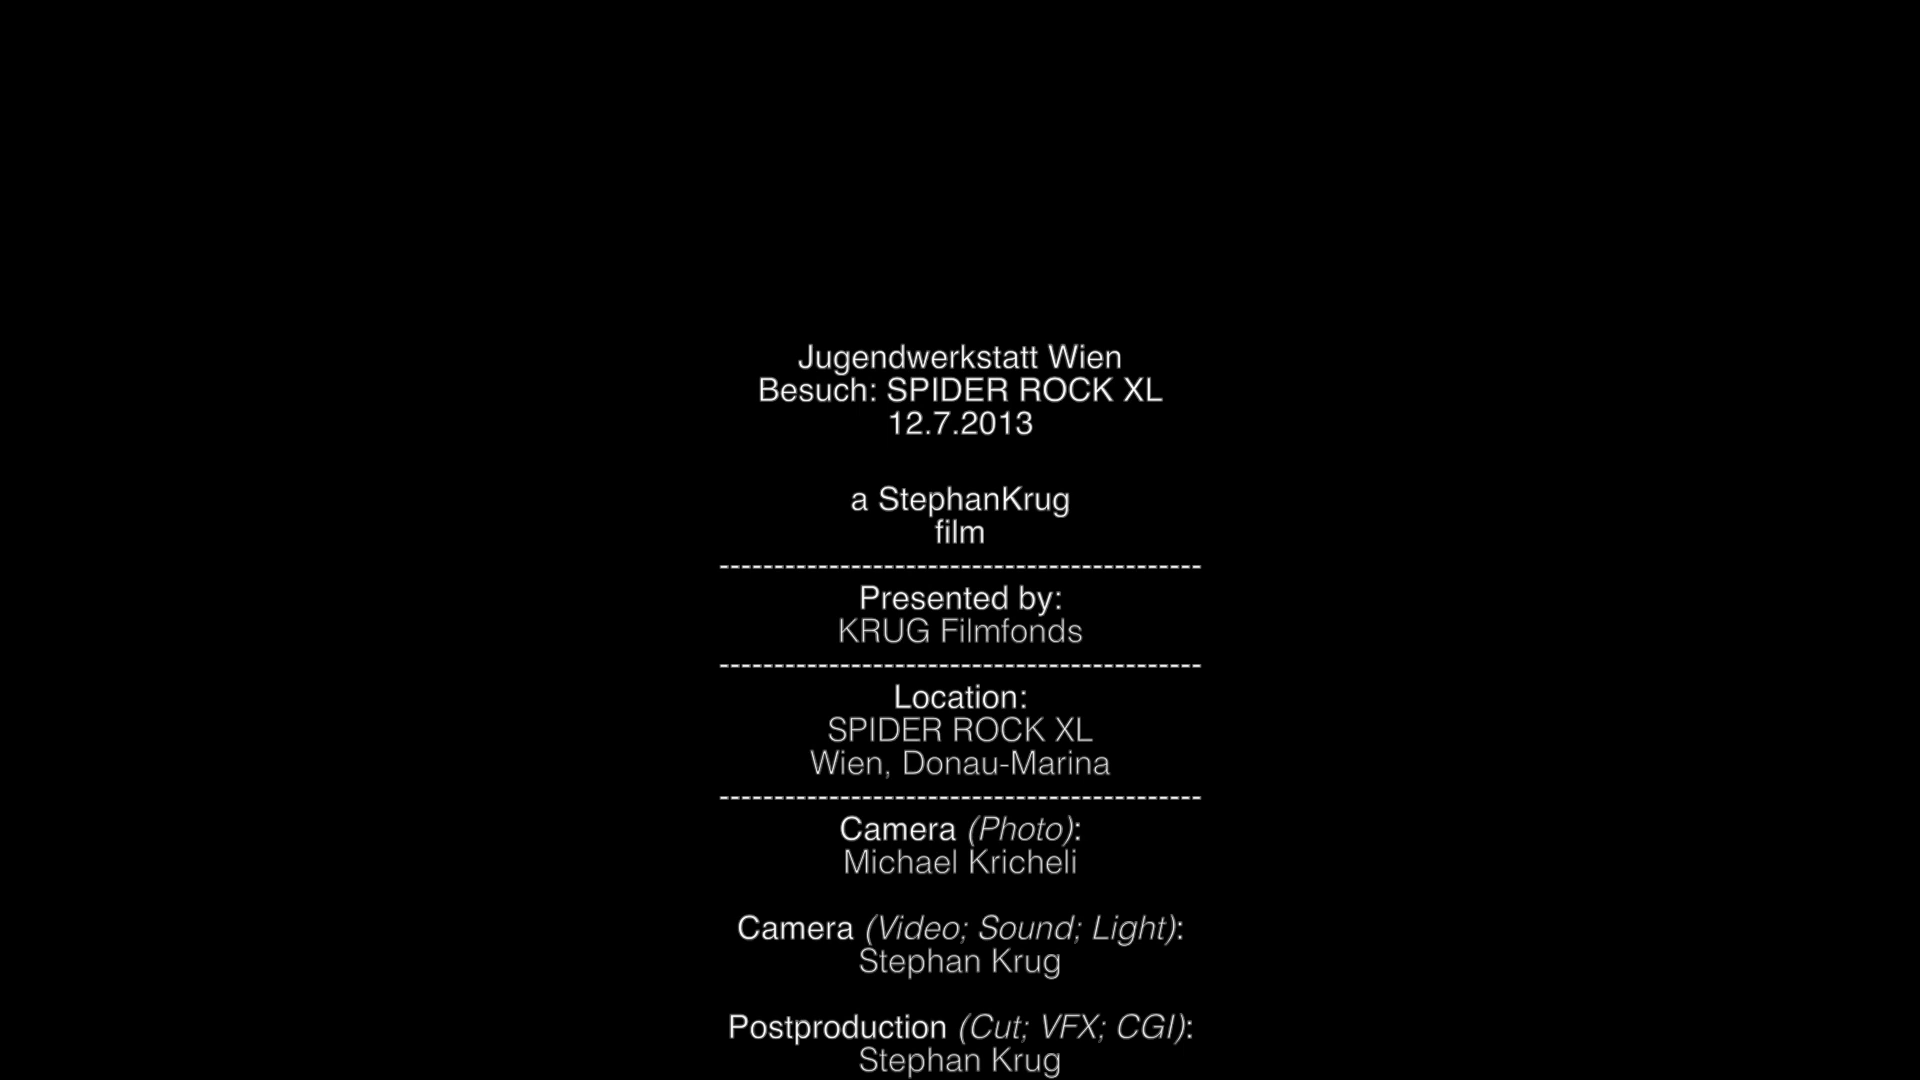 Jugendwerkstatt Wien
Besuch: SPIDER ROCK XL
12.7.2013
a StephanKrug
film
--------------------------------------------
Presented by:
KRUG Filmfonds
--------------------------------------------
Location:
SPIDER ROCK XL
Wien, Donau-Marina
--------------------------------------------
Camera (Photo):
Michael Kricheli
Camera (Video; Sound; Light):
Stephan Krug
Postproduction (Cut; VFX; CGI):
Stephan Krug